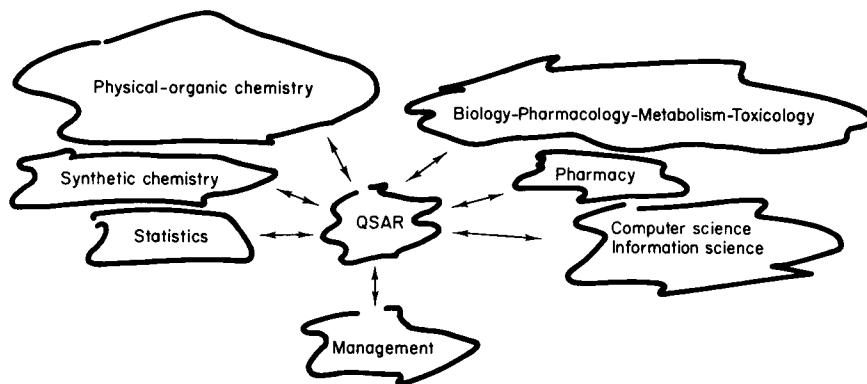 Physical-organic chemistry
Biology-Pharmacology-Metabolism-Toxicology
Synthetic chemistry
Pharmacy
QSAR
Statistics
Computer science
Information science
Management